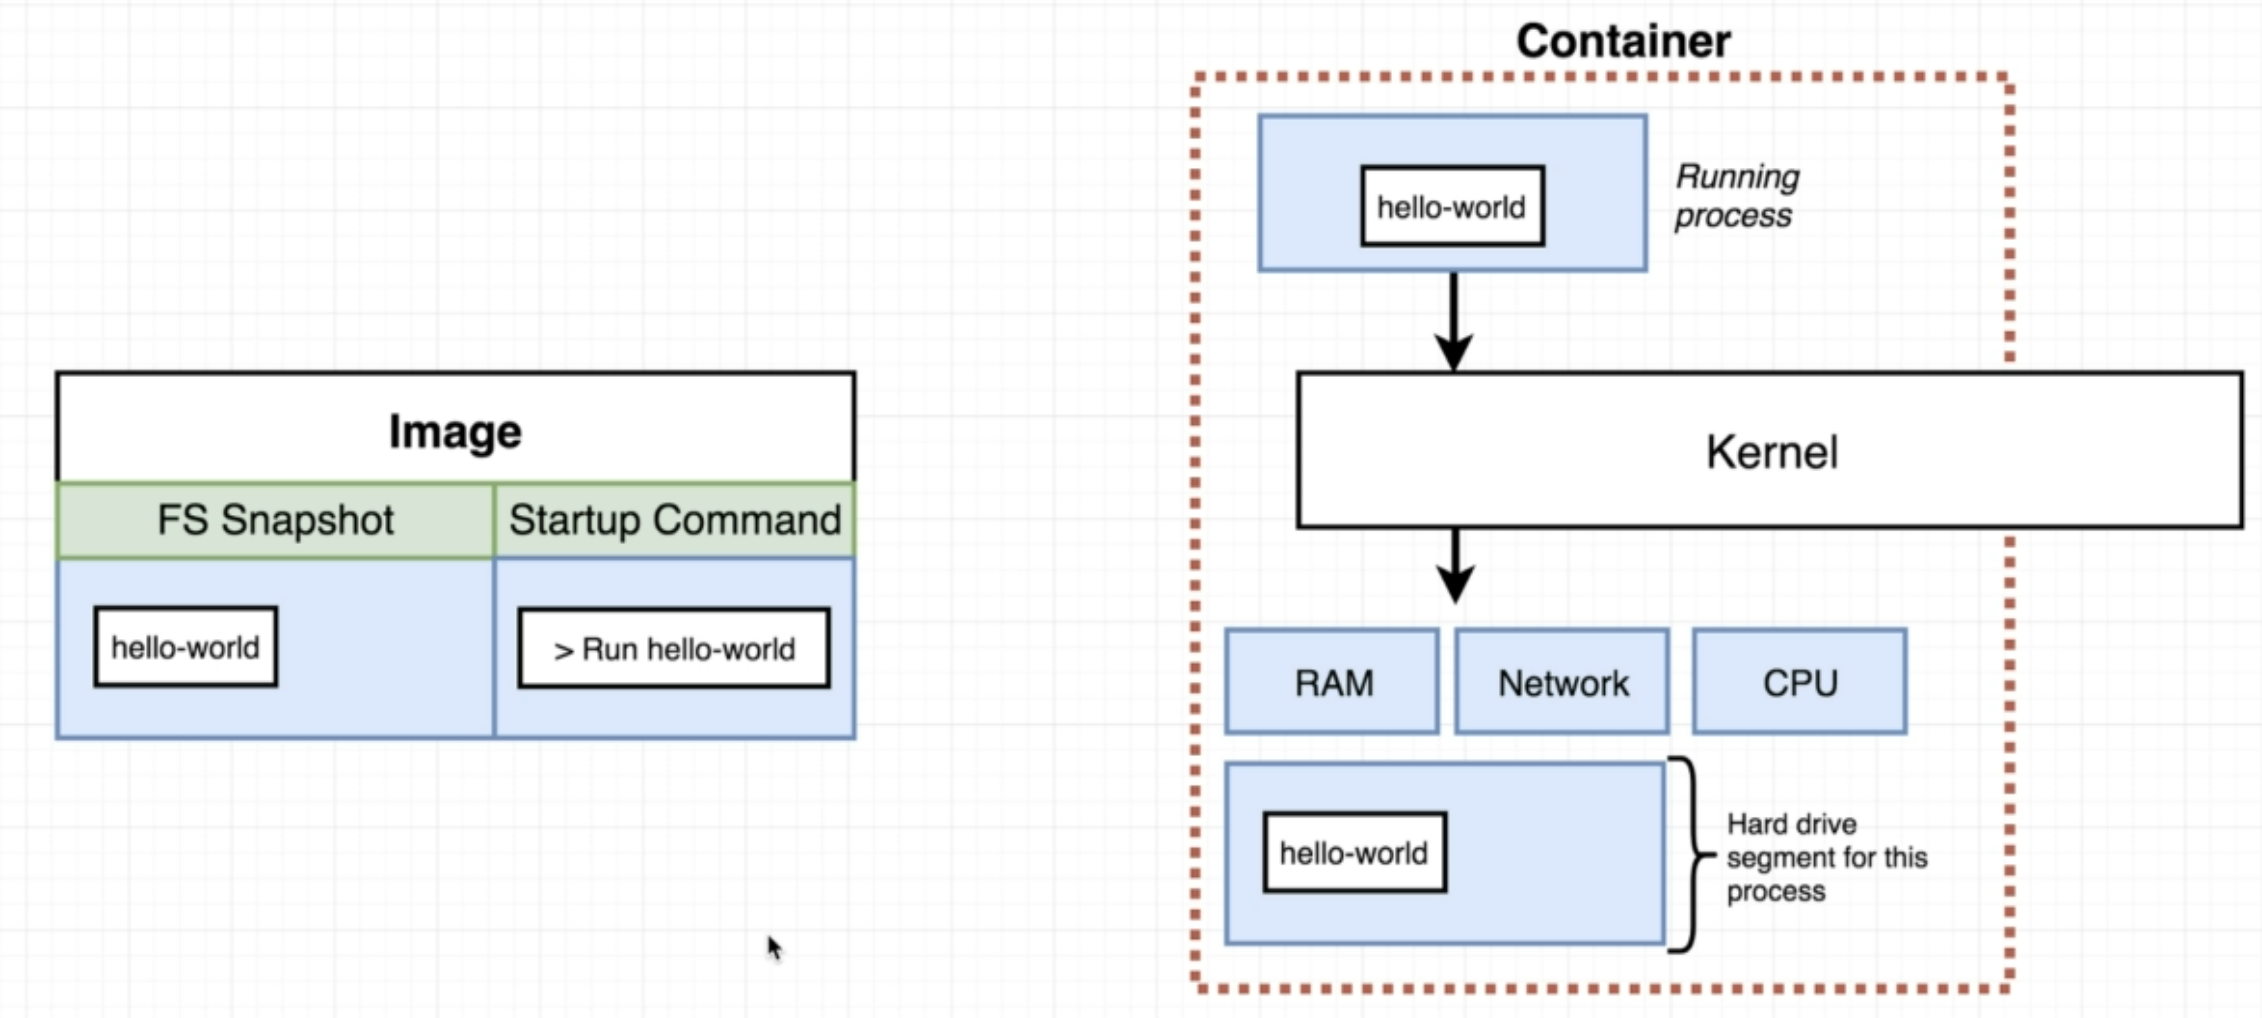 Container
hello-world
Running
process
Image
Kernel
FS Snapshot
Startup Command
hello-world
> Run hello-world
RAM
Network
CPU
hello-world
Hard drive
segment for this
process